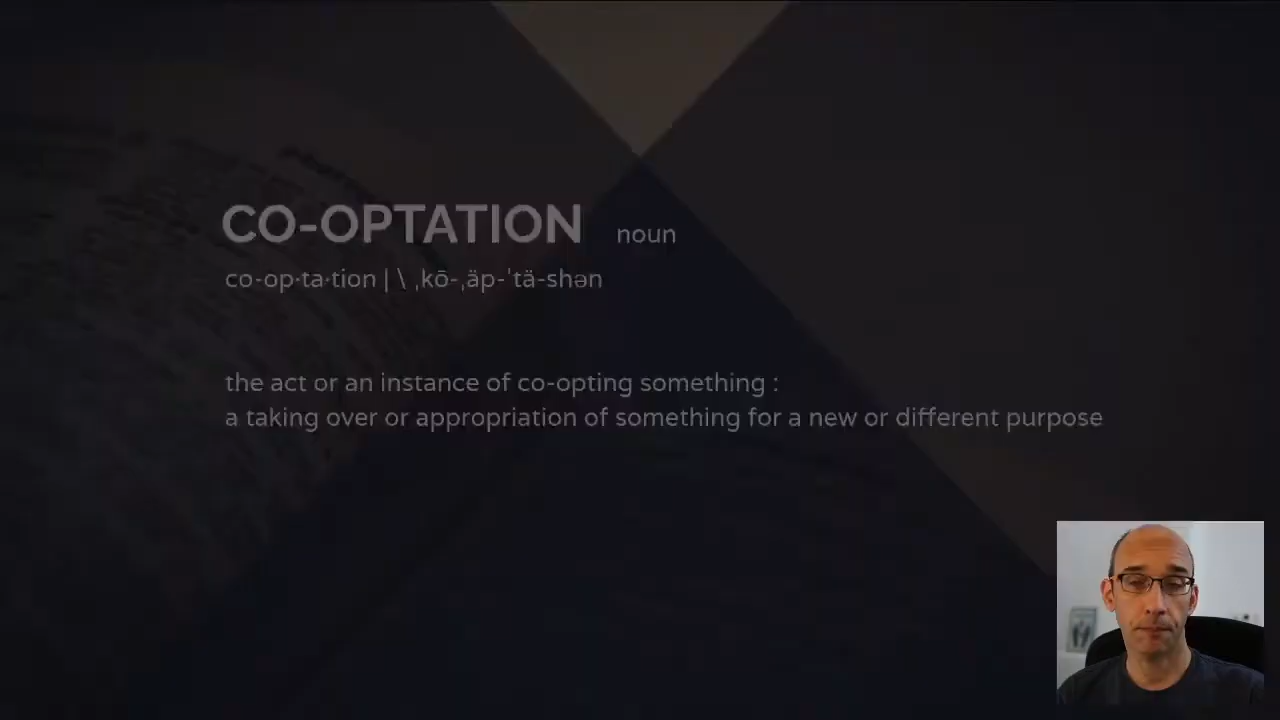 CO-OPTATION noun
co-op·ta·tion | \ ˌkō-ˌäp-ˈtā-shən
the act or an instance of co-opting something :
a taking over or appropriation of something for a new or different purpose